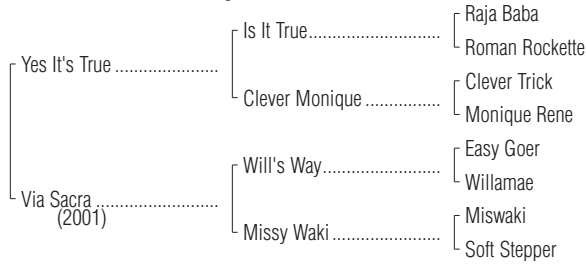 Raja Baba
Is It True
Roman Rockette
Yes It's True
Clever Trick
Clever Monique
Monique Rene
Easy Goer
Will's Way
Willamae
Via Sacra
(2001)
Miswaki
Missy Waki
Soft Stepper